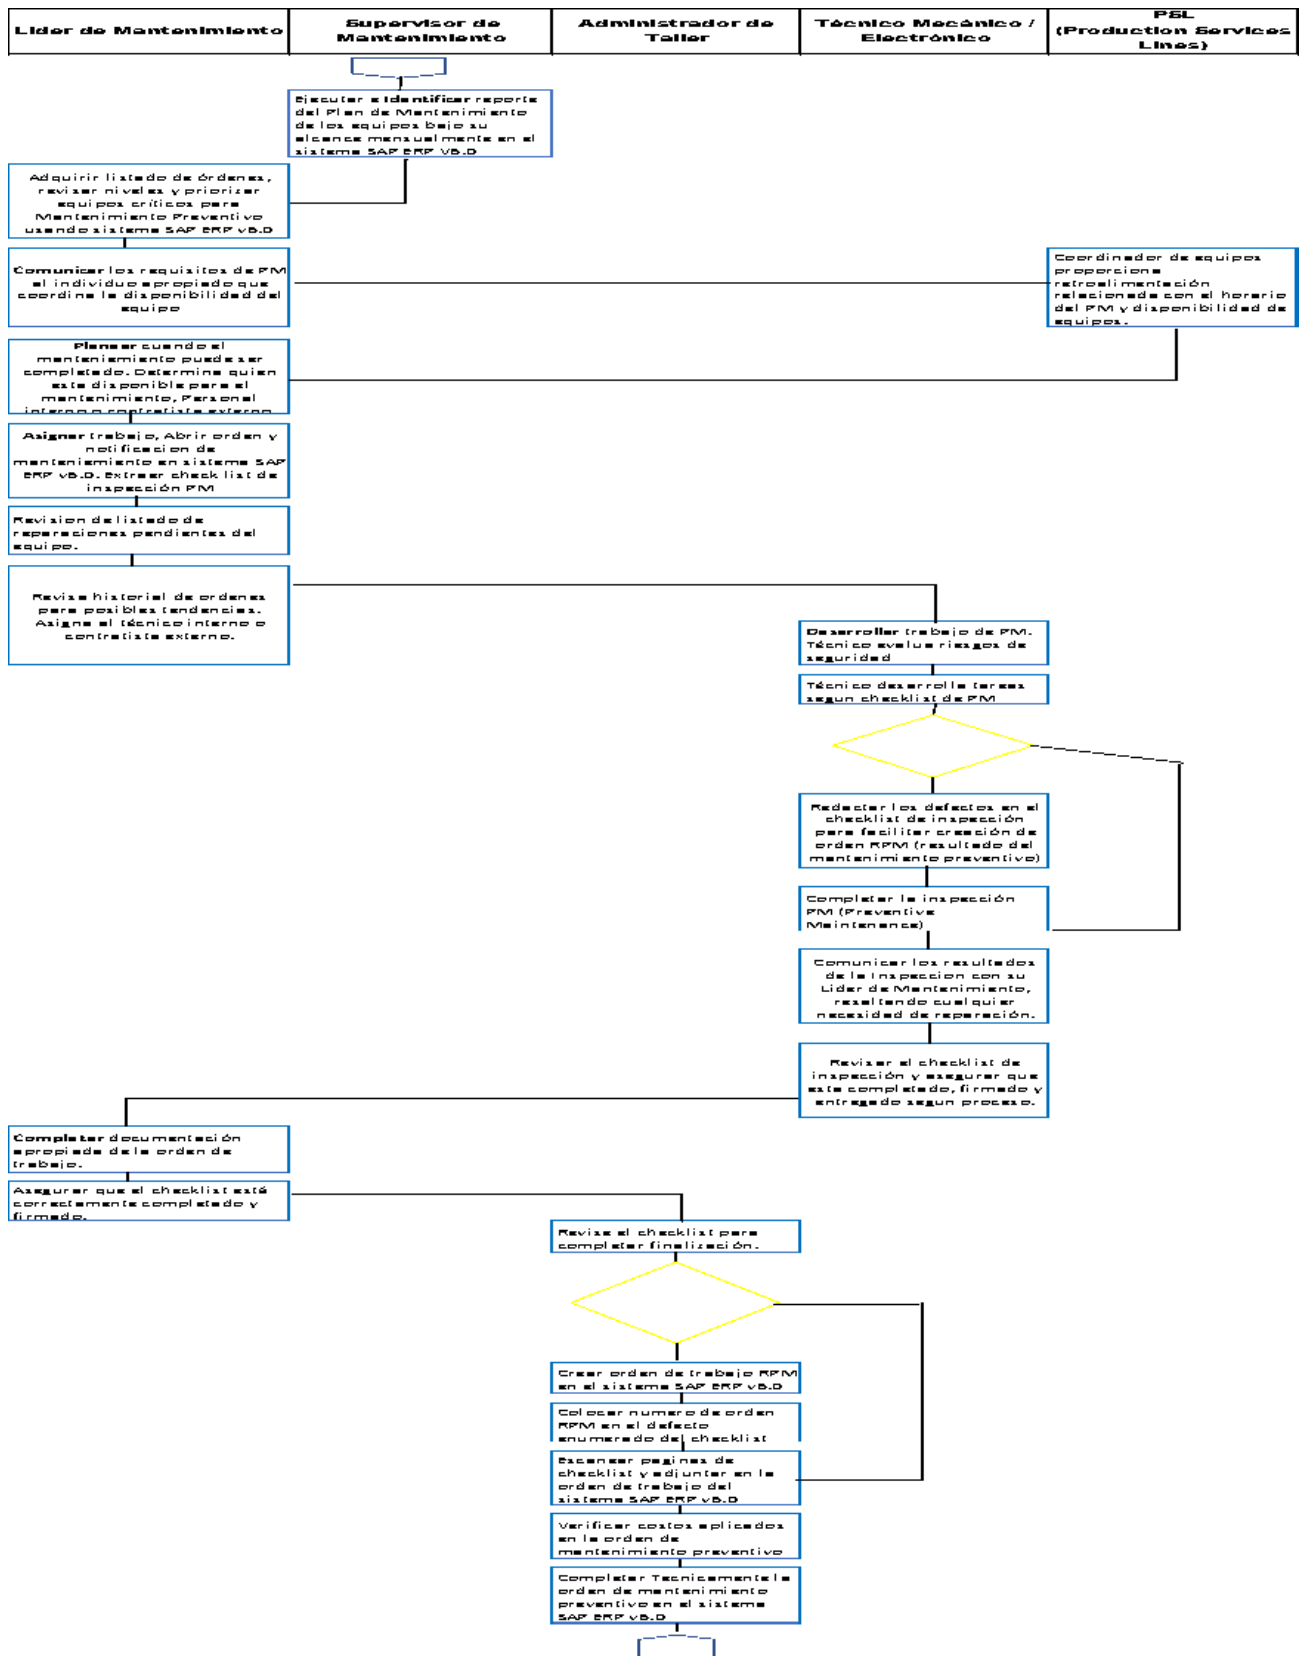 Líder de Mantenimiento
Supervisor de
Mantenimiento
Administrador de
Taller
Técnico Mecánico /
Electrónico
PSL
(Production Services
Lines)
Ejecutar e Identificar reporte
del Plan de Mantenimiento
de los equipos bajo su
alcance mensualmente en el
sistema SAP ERP v6.0
Adquirir listado de órdenes,
revisar niveles y priorizar
equipos críticos para
Mantenimiento Preventivo
usando sistema SAP ERP v6.0
Comunicar los requisitos de PM
al individuo apropiado que
coordina la disponibilidad del
equipo
Coordinador de equipos
proporciona
retroalimentación
relacionada con el horario
del PM y disponibilidad de
equipos.
Planear cuando el
manteniemiento puede ser
completado. Determina quien
esta disponible para el
mantenimiento, Personal
interno o contratista externo
Asignar trabajo, Abrir orden y
notificacion de
manteniemiento en sistema SAP
ERP v6.0. Extraer check list de
inspección PM
Revision de listado de
reparaciones pendientes del
equipo.
Revisa historial de ordenes
para posibles tendencias.
Asigna al técnico interno o
contratista externo.
Desarrollar trabajo de PM.
Técnico evalua riesgos de
seguridad
Técnico desarrolla tareas
segun checklist de PM
Redactar los defectos en el
checklist de inspección
para facilitar creación de
orden RPM (resultado del
mantenimiento preventivo)
Completar la inspección
PM (Preventive
Maintenance)
Comunicar los resultados
de la Inspeccion con su
Lider de Mantenimiento,
resaltando cualquier
necesidad de reparación.
Revisar el checklist de
inspección y asegurar que
este completado, firmado y
entregado segun proceso.
Completar documentación
apropiada de la orden de
trabajo.
Asegurar que el checklist está
correctamente completado y
firmado.
Revisa el checklist para
completar finalización.
Crear orden de trabajo RPM
en el sistema SAP ERP v6.0
Colocar numero de orden
RPM en el defecto
enumerado del checklist
Escanear paginas de
checklist y adjuntar en la
orden de trabajo del
sistema SAP ERP v6.0
Verificar costos aplicados
en la orden de
mantenimiento preventivo
Completar Tecnicamente la
orden de mantenimiento
preventivo en el sistema
SAP ERP v6.0